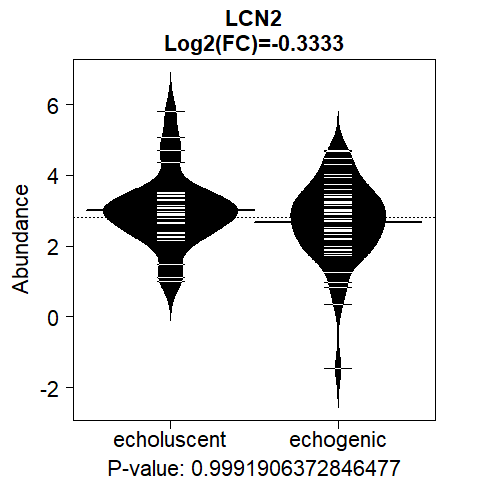 LCN2
Log2(FC)=-0.3333
Abundance
6
4
2
0
-2
echoluscent echogenic
P-value: 0.9991906372846477